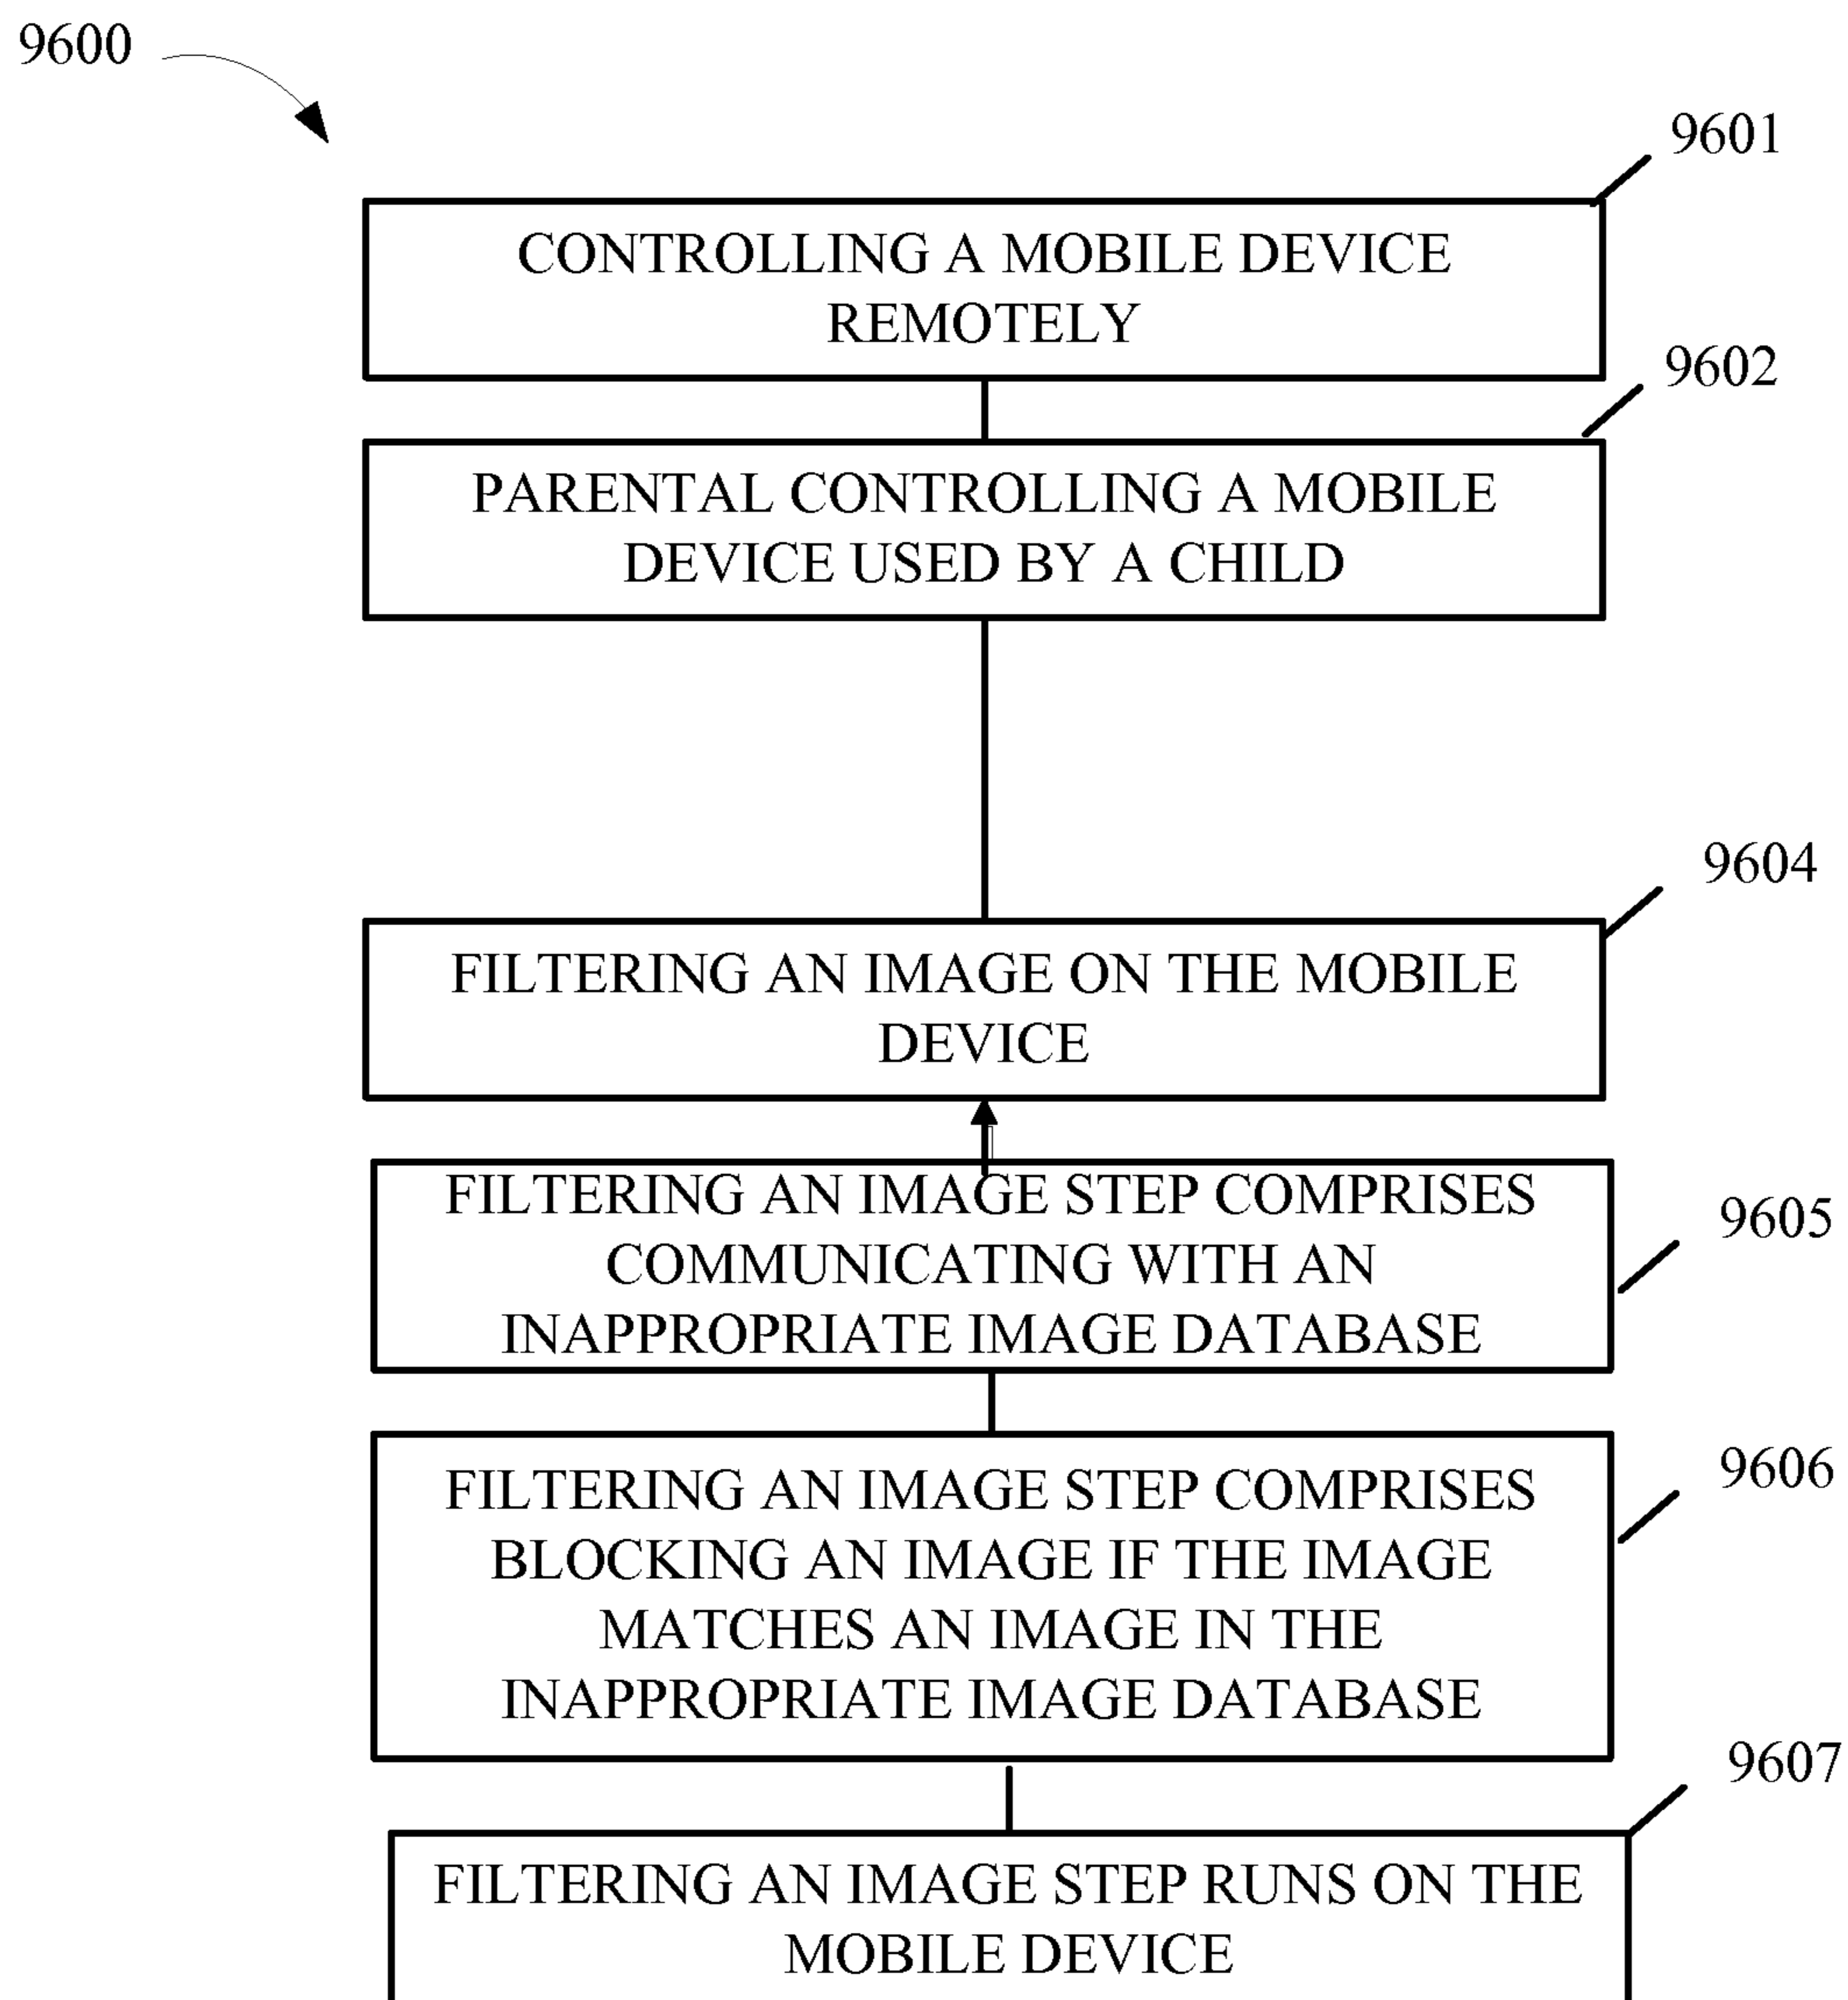 9600
9601
CONTROLLING A MOBILE DEVICE
REMOTELY
9602
PARENTAL CONTROLLING A MOBILE
DEVICE USED BY A CHILD
9604
FILTERING AN IMAGE ON THE MOBILE
DEVICE
9605
FILTERING AN IMAGE STEP COMPRISES
COMMUNICATING WITH AN
INAPPROPRIATE IMAGE DATABASE
9606
FILTERING AN IMAGE STEP COMPRISES
BLOCKING AN IMAGE IF THE IMAGE
MATCHES AN IMAGE IN THE
INAPPROPRIATE IMAGE DATABASE
9607
FILTERING AN IMAGE STEP RUNS ON THE
MOBILE DEVICE